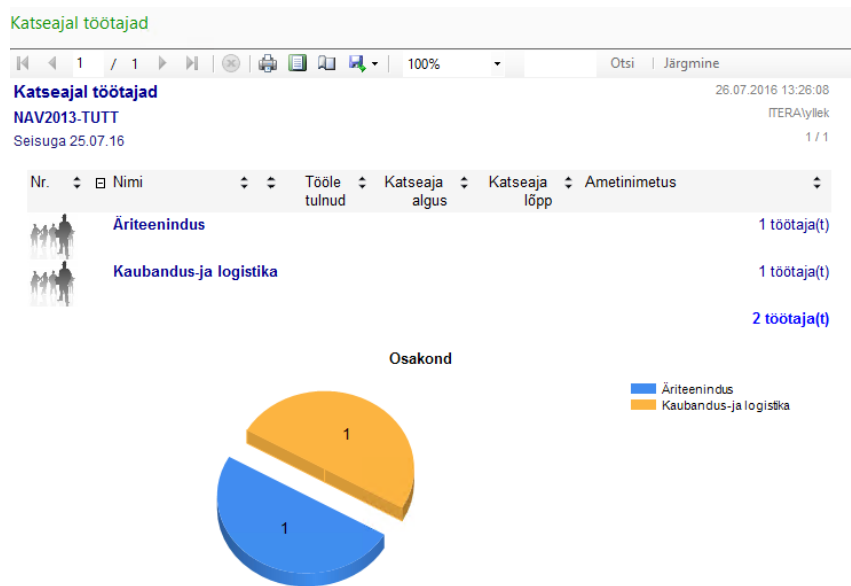 Katseajal töötajad
1 / 1 100% Otsi | Järgmine
Katseajal töötajad 26.07.2016 13:26:08
NAV2013-TUTT ITERA\yllek
Seisuga 25.07.16 1 / 1
Nr. Nimi Tööle tulnud Katseaja algus Katseaja lõpp Ametinimetus
Äriteenindus 1 töötaja(t)
Kaubandus-ja logistika 1 töötaja(t)
2 töötaja(t)
Osakond
Äriteenindus
Kaubandus-ja logistika
1
1